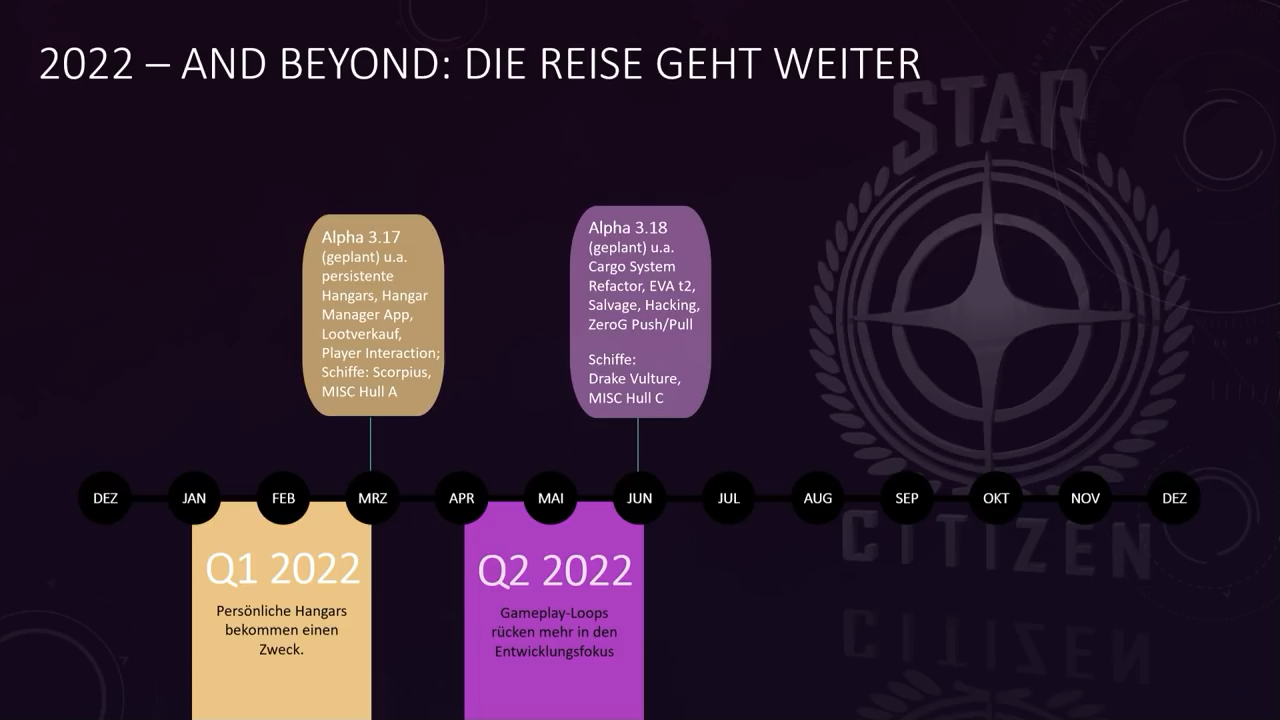 2022 – AND BEYOND: DIE REISE GEHT WEITER
STAR
Alpha 3.17
(geplant) u.a.
persistente
Hangars, Hangar
Manager App,
Lootverkauf,
Player Interaction;
Schiffe: Scorpius,
MISC Hull A
Alpha 3.18
(geplant) u.a.
Cargo System
Refactor, EVA t2,
Salvage, Hacking,
ZeroG Push/Pull
Schiffe:
Drake Vulture,
MISC Hull C
DEZ JAN FEB MRZ APR MAI JUN JUL AUG SEP OKT NOV DEZ
CITIZEN
Q1 2022
Persönliche Hangars
bekommen einen
Zweck.
Q2 2022
Gameplay-Loops
rücken mehr in den
Entwicklungsfokus